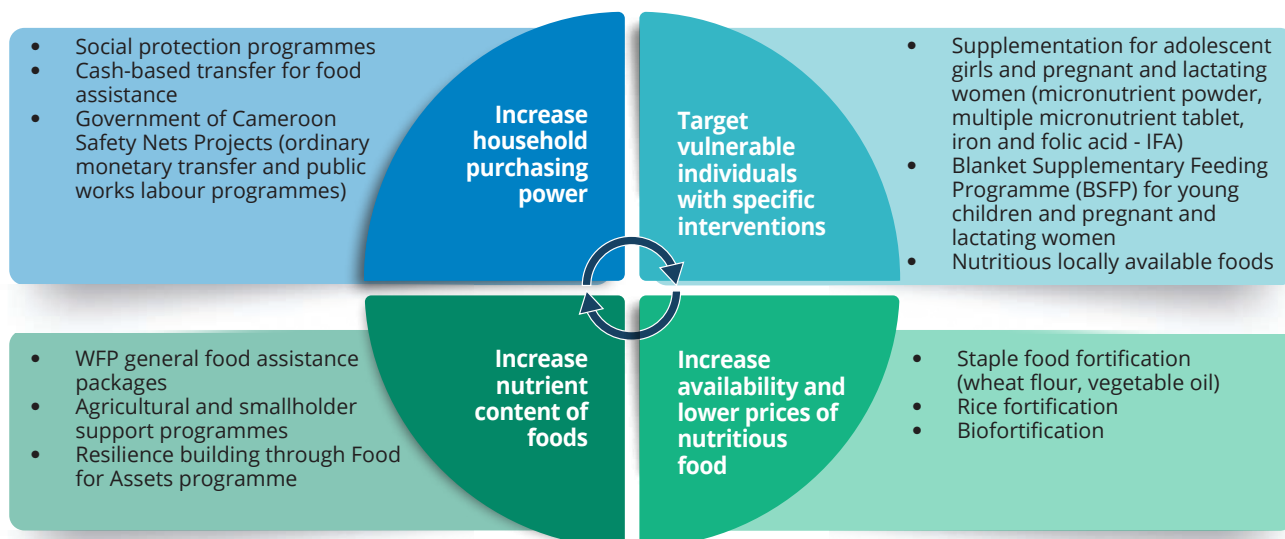 • Social protection programmes
• Cash-based transfer for food
assistance
• Government of Cameroon
Safety Nets Projects (ordinary
monetary transfer and public
works labour programmes)
Increase
household
purchasing
power
Target
vulnerable
individuals
with specific
interventions
• Supplementation for adolescent
girls and pregnant and lactating
women (micronutrient powder,
multiple micronutrient tablet,
iron and folic acid - IFA)
• Blanket Supplementary Feeding
Programme (BSFP) for young
children and pregnant and
lactating women
• Nutritious locally available foods
• WFP general food assistance
packages
• Agricultural and smallholder
support programmes
• Resilience building through Food
for Assets programme
Increase
nutrient
content of
foods
Increase
availability and
lower prices of
nutritious
food
• Staple food fortification
(wheat flour, vegetable oil)
• Rice fortification
• Biofortification